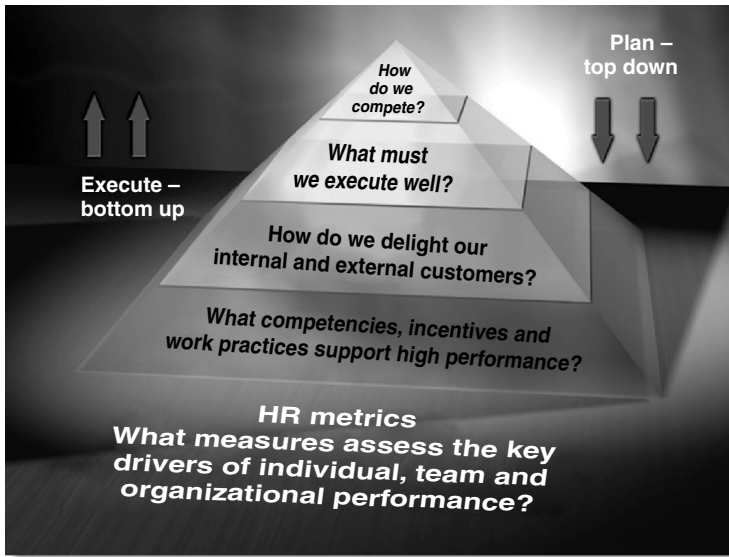 How
do we
compete?
Plan –
top down
What must
we execute well?
Execute –
bottom up
How do we delight our
internal and external customers?
What competencies, incentives and
work practices support high performance?
HR metrics
What measures assess the key
drivers of individual, team and
organizational performance?